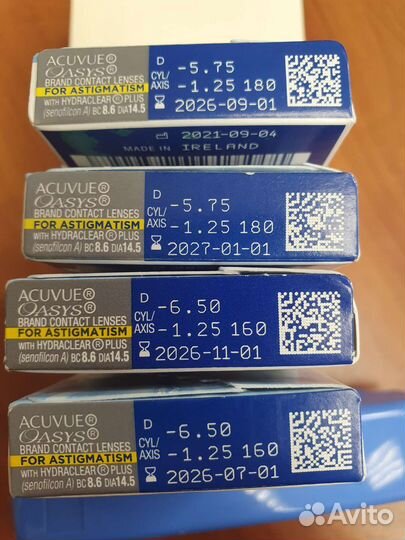 ACUVUE®
OASYS®
BRAND CONTACT LENSES
FOR ASTIGMATISM
WITH HYDRACLEAR® PLUS
(senofilcon A) BC 8.6 DIA 14.5
D -5.75
CYL/AXIS -1.25 180
2026-09-01
2021-09-04
MADE IN IRELAND
ACUVUE®
OASYS®
BRAND CONTACT LENSES
FOR ASTIGMATISM
WITH HYDRACLEAR® PLUS
(senofilcon A) BC 8.6 DIA 14.5
D -5.75
CYL/AXIS -1.25 180
2027-01-01
ACUVUE®
OASYS®
BRAND CONTACT LENSES
FOR ASTIGMATISM
WITH HYDRACLEAR® PLUS
(senofilcon A) BC 8.6 DIA 14.5
D -6.50
CYL/AXIS -1.25 160
2026-11-01
ACUVUE®
OASYS®
BRAND CONTACT LENSES
FOR ASTIGMATISM
WITH HYDRACLEAR® PLUS
(senofilcon A) BC 8.6 DIA 14.5
D -6.50
CYL/AXIS -1.25 160
2026-07-01
Avito